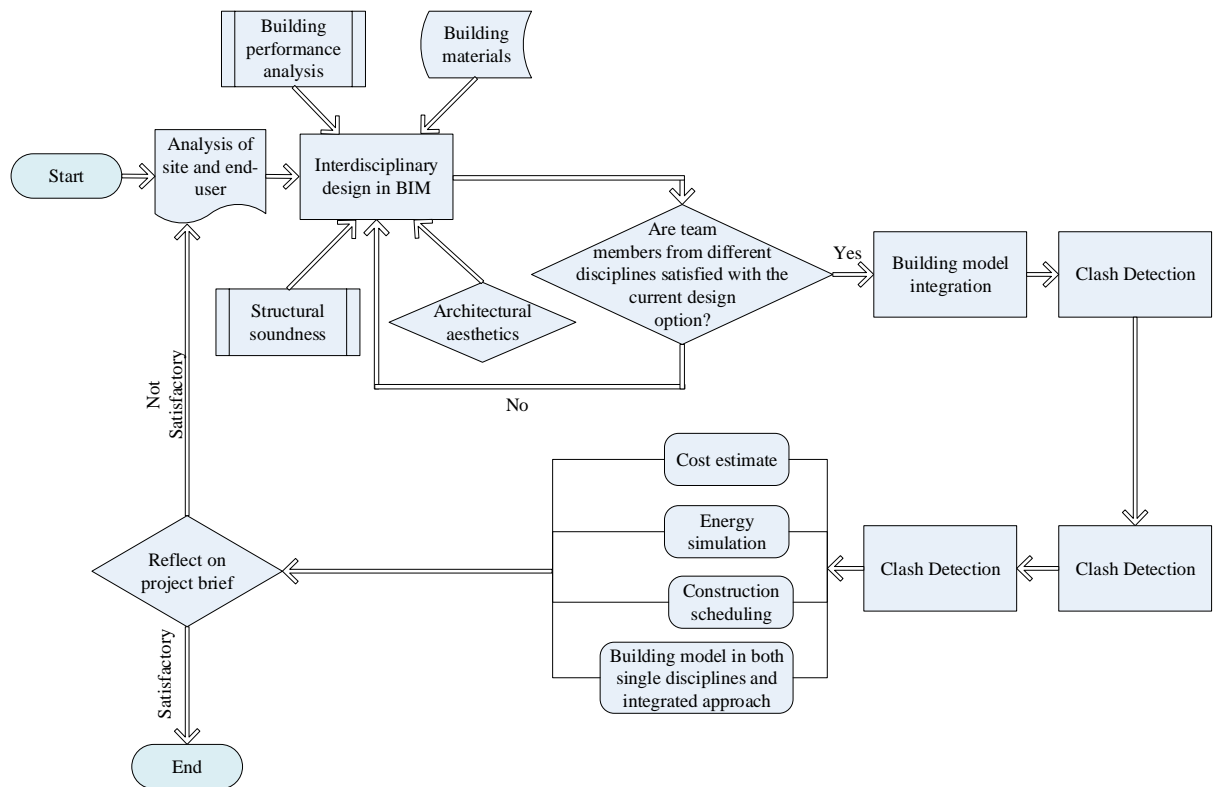 Building
performance
analysis
Building
materials
Start
Analysis of
site and end-
user
Interdisciplinary
design in BIM
Are team
members from different
disciplines satisfied with the
current design
option?
Yes
Building model
integration
Clash Detection
Structural
soundness
Architectural
aesthetics
No
Not
Satisfactory
Cost estimate
Energy
simulation
Construction
scheduling
Building model in both
single disciplines and
integrated approach
Clash Detection
Clash Detection
Reflect on
project brief
Satisfactory
End